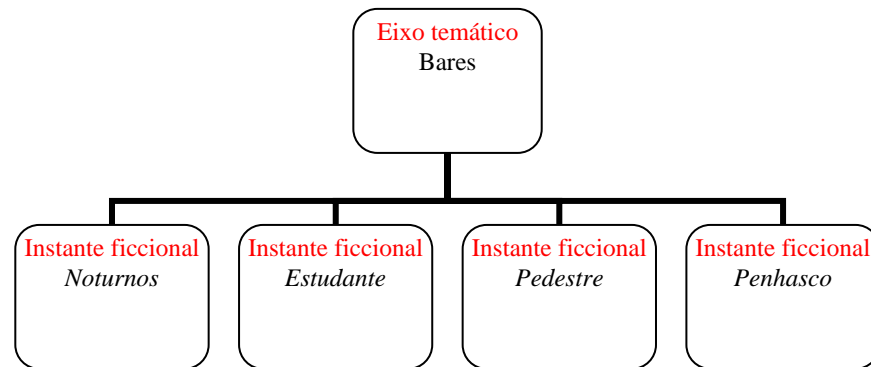 Eixo temático
Bares
Instante ficcional
Noturnos
Instante ficcional
Estudante
Instante ficcional
Pedestre
Instante ficcional
Penhasco